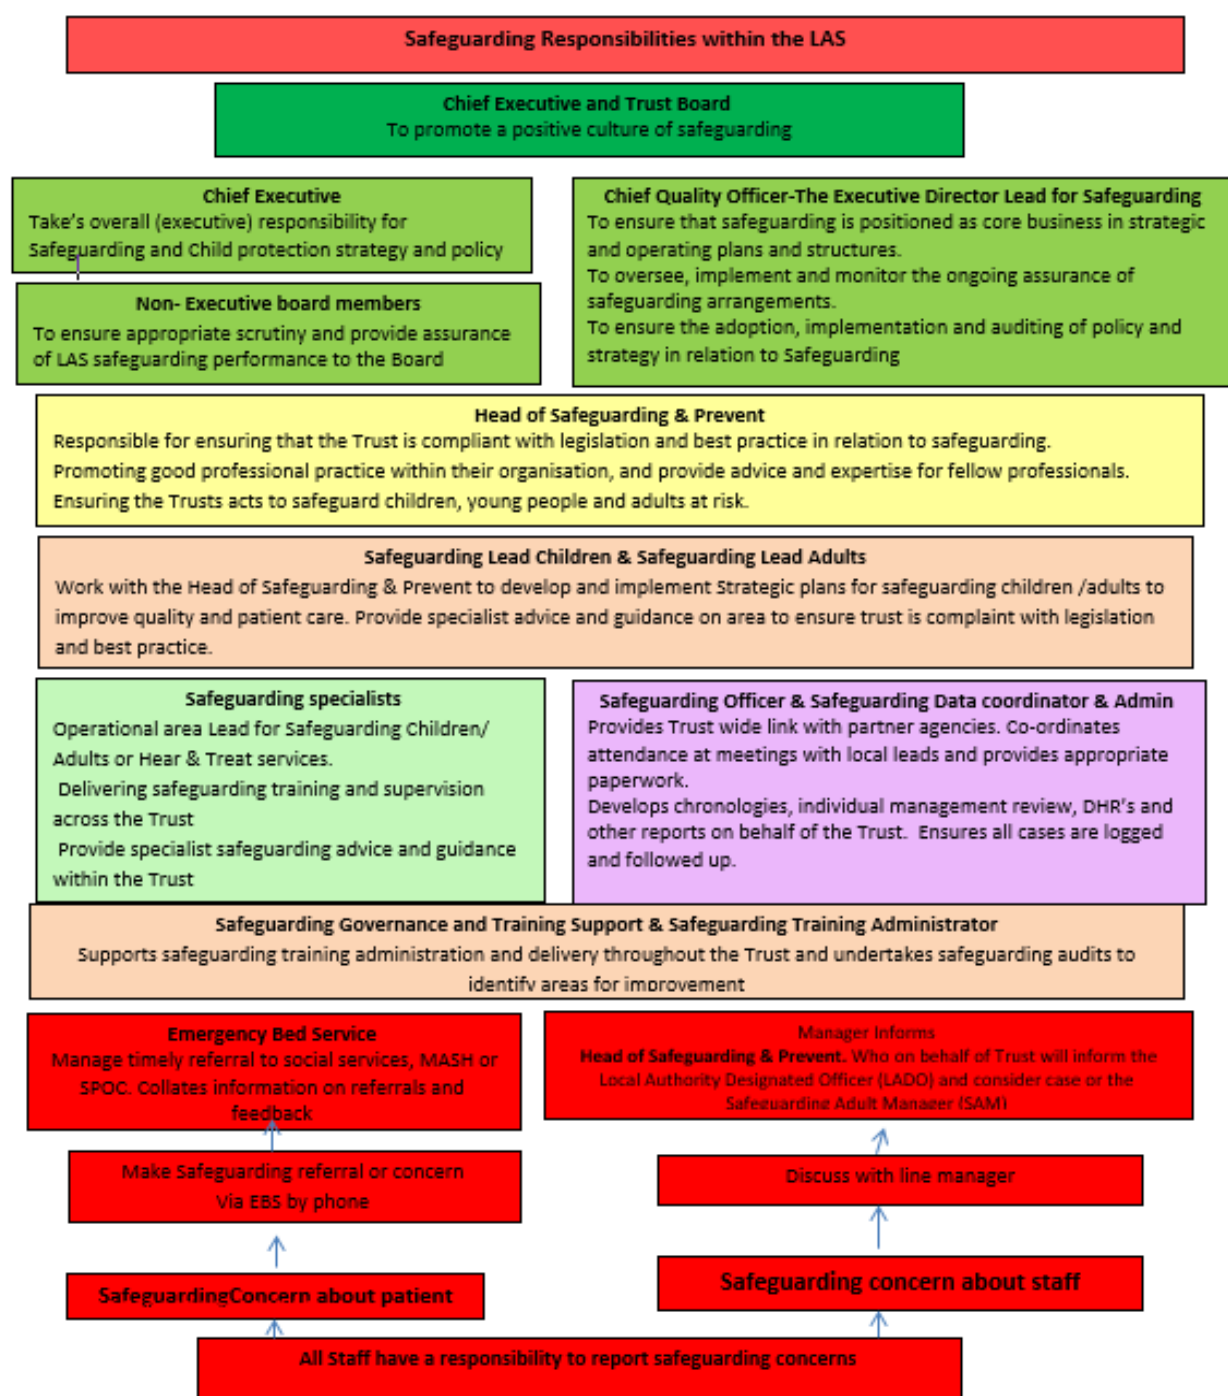 Safeguarding Responsibilities within the LAS
Chief Executive and Trust Board
To promote a positive culture of safeguarding
Chief Executive
Take's overall (executive) responsibility for
Safeguarding and Child protection strategy and policy
Non- Executive board members
To ensure appropriate scrutiny and provide assurance
of LAS safeguarding performance to the Board
Chief Quality Officer-The Executive Director Lead for Safeguarding
To ensure that safeguarding is positioned as core business in strategic
and operating plans and structures.
To oversee, implement and monitor the ongoing assurance of
safeguarding arrangements.
To ensure the adoption, implementation and auditing of policy and
strategy in relation to Safeguarding
Head of Safeguarding & Prevent
Responsible for ensuring that the Trust is compliant with legislation and best practice in relation to safeguarding.
Promoting good professional practice within their organisation, and provide advice and expertise for fellow professionals.
Ensuring the Trusts acts to safeguard children, young people and adults at risk.
Safeguarding Lead Children & Safeguarding Lead Adults
Work with the Head of Safeguarding & Prevent to develop and implement Strategic plans for safeguarding children /adults to
improve quality and patient care. Provide specialist advice and guidance on area to ensure trust is complaint with legislation
and best practice.
Safeguarding specialists
Operational area Lead for Safeguarding Children/
Adults or Hear & Treat services.
Delivering safeguarding training and supervision
across the Trust
Provide specialist safeguarding advice and guidance
within the Trust
Safeguarding Officer & Safeguarding Data coordinator & Admin
Provides Trust wide link with partner agencies. Co-ordinates
attendance at meetings with local leads and provides appropriate
paperwork.
Develops chronologies, individual management review, DHR's and
other reports on behalf of the Trust. Ensures all cases are logged
and followed up.
Safeguarding Governance and Training Support & Safeguarding Training Administrator
Supports safeguarding training administration and delivery throughout the Trust and undertakes safeguarding audits to
identify areas for improvement
Emergency Bed Service
Manage timely referral to social services, MASH or
SPOC. Collates information on referrals and
feedback
Manager Informs
Head of Safeguarding & Prevent. Who on behalf of Trust will inform the
Local Authority Designated Officer (LADO) and consider case or the
Safeguarding Adult Manager (SAM)
Make Safeguarding referral or concern
Via EBS by phone
Discuss with line manager
SafeguardingConcern about patient
Safeguarding concern about staff
All Staff have a responsibility to report safeguarding concerns